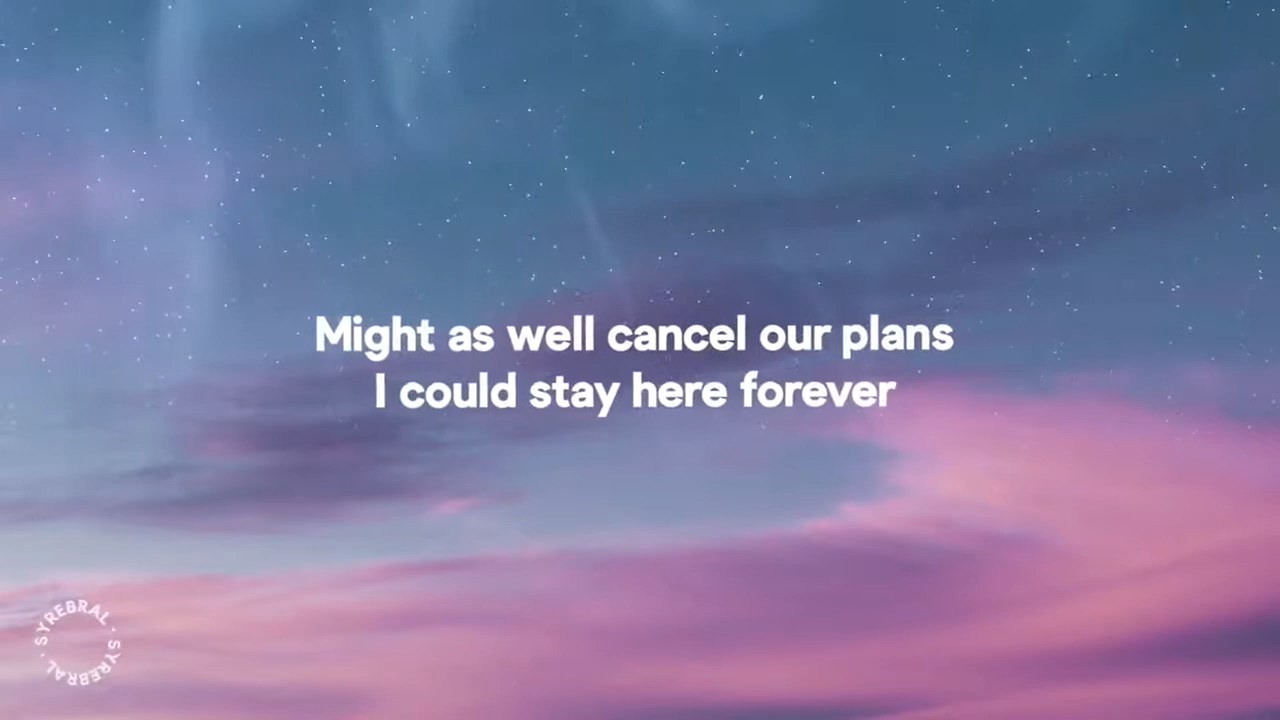 Might as well cancel our plans
I could stay here forever
SYREBRAL · SYREBRAL ·